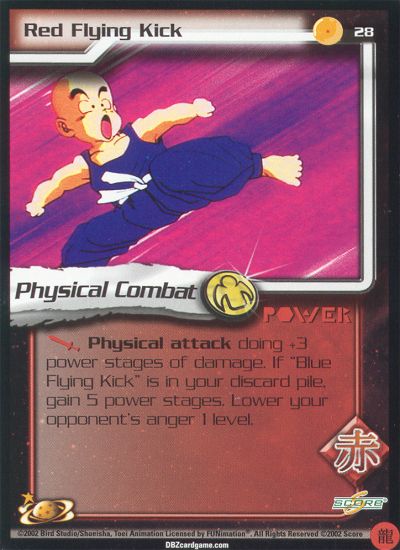 Red Flying Kick 28
Physical Combat
POWER
Physical attack doing +3
power stages of damage. If "Blue
Flying Kick" is in your discard pile,
gain 5 power stages. Lower your
opponent's anger 1 level.
赤
SCORE
©2002 Bird Studio/Shueisha, Toei Animation Licensed by FUNimation®. All Rights Reserved ©2002 Score
DBZcardgame.com
龍